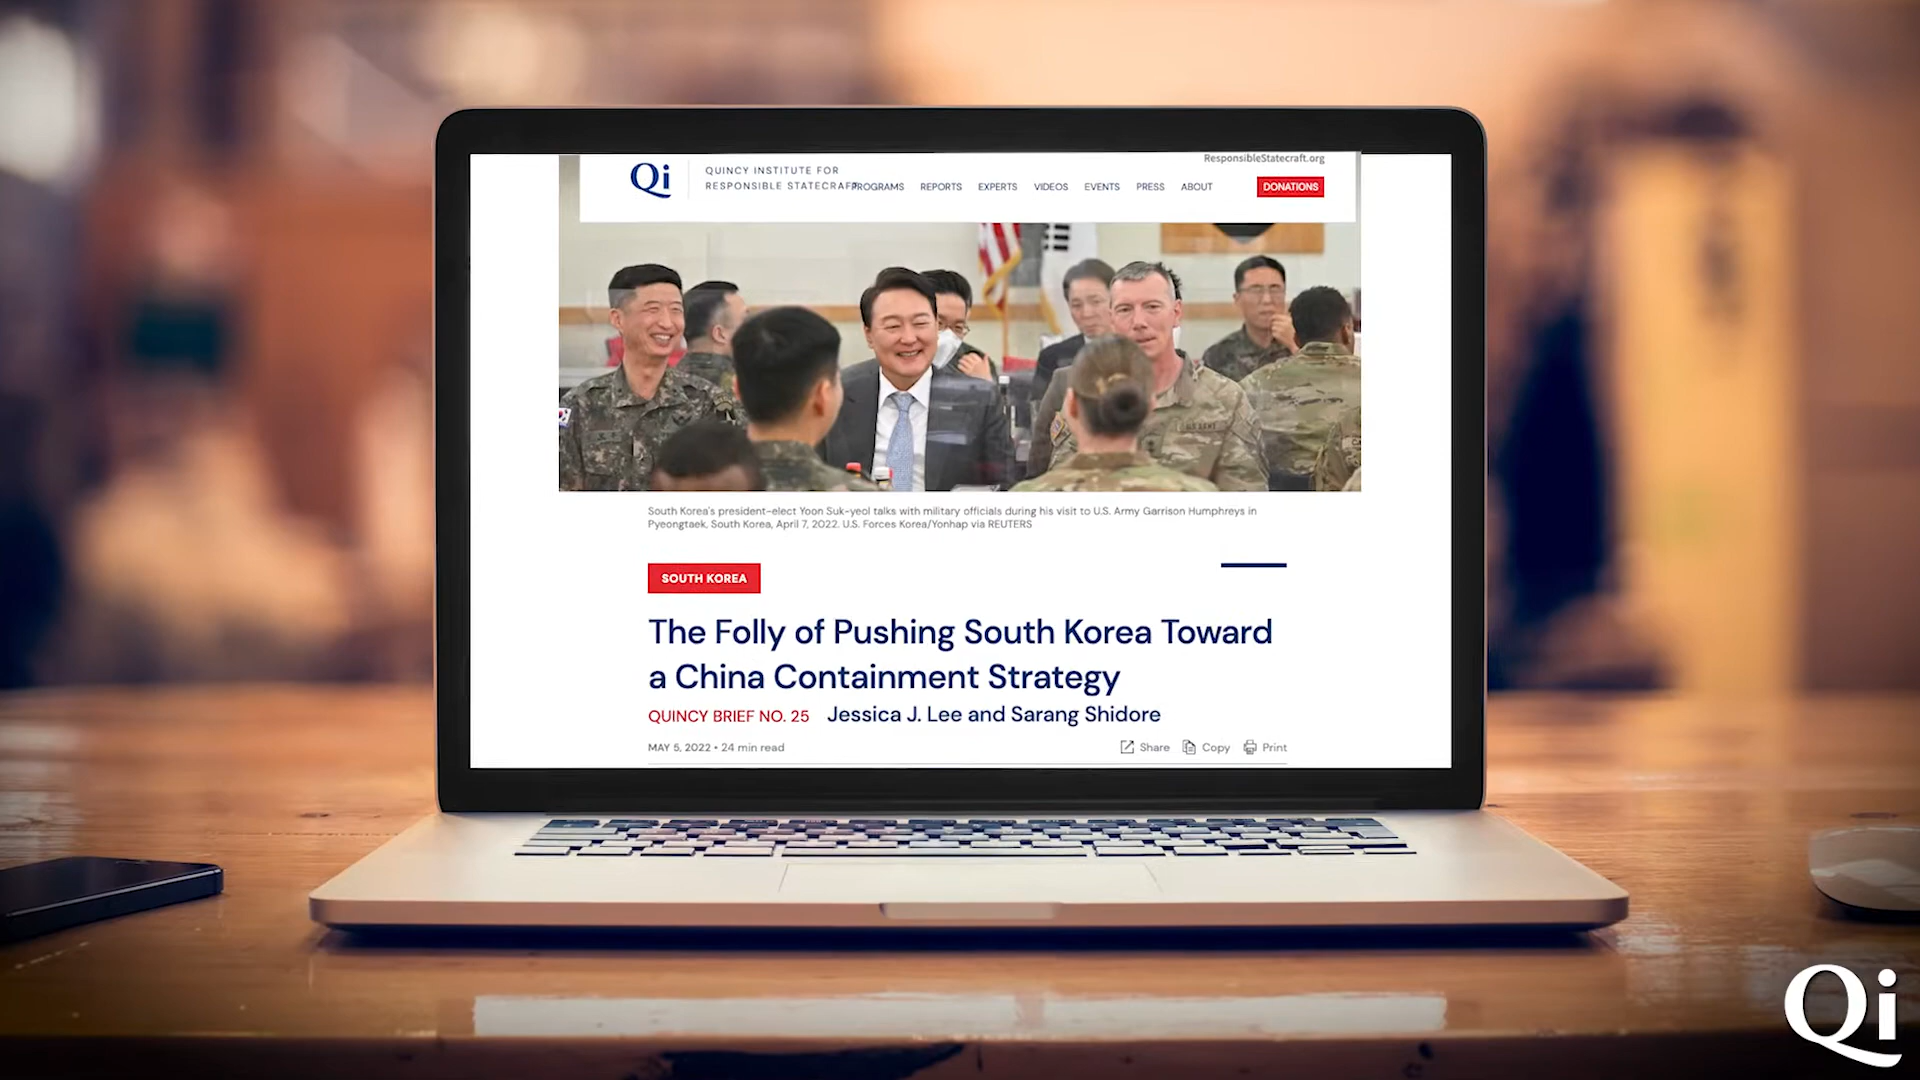 ResponsibleStatecraft.org
Qi
QUINCY INSTITUTE FOR
RESPONSIBLE STATECRAFT
PROGRAMS REPORTS EXPERTS VIDEOS EVENTS PRESS ABOUT DONATIONS
South Korea's president-elect Yoon Suk-yeol talks with military officials during his visit to U.S. Army Garrison Humphreys in
Pyeongtaek, South Korea, April 7, 2022. U.S. Forces Korea/Yonhap via REUTERS
SOUTH KOREA
The Folly of Pushing South Korea Toward
a China Containment Strategy
QUINCY BRIEF NO. 25 Jessica J. Lee and Sarang Shidore
MAY 5, 2022 • 24 min read
Share Copy Print
Qi